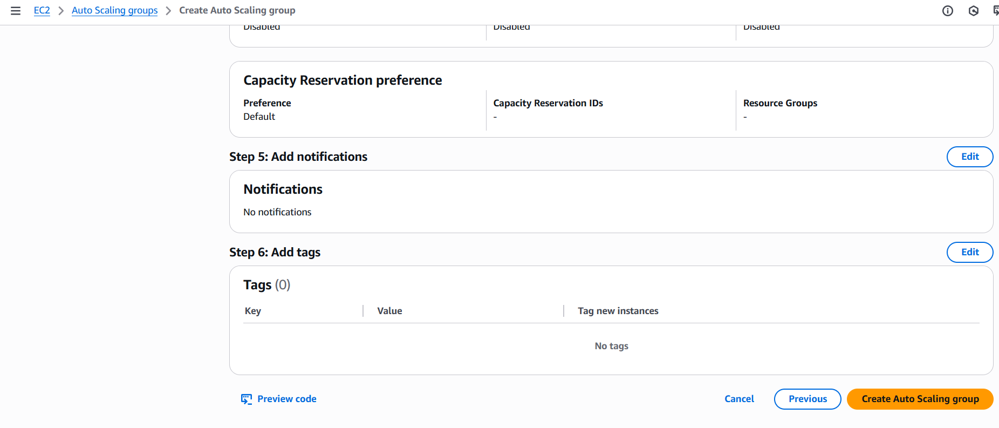 EC2 > Auto Scaling groups > Create Auto Scaling group
Disabled Disabled Disabled
Capacity Reservation preference
Preference Capacity Reservation IDs Resource Groups
Default - -
Step 5: Add notifications Edit
Notifications
No notifications
Step 6: Add tags Edit
Tags (0)
Key Value Tag new instances
No tags
Preview code Cancel Previous Create Auto Scaling group